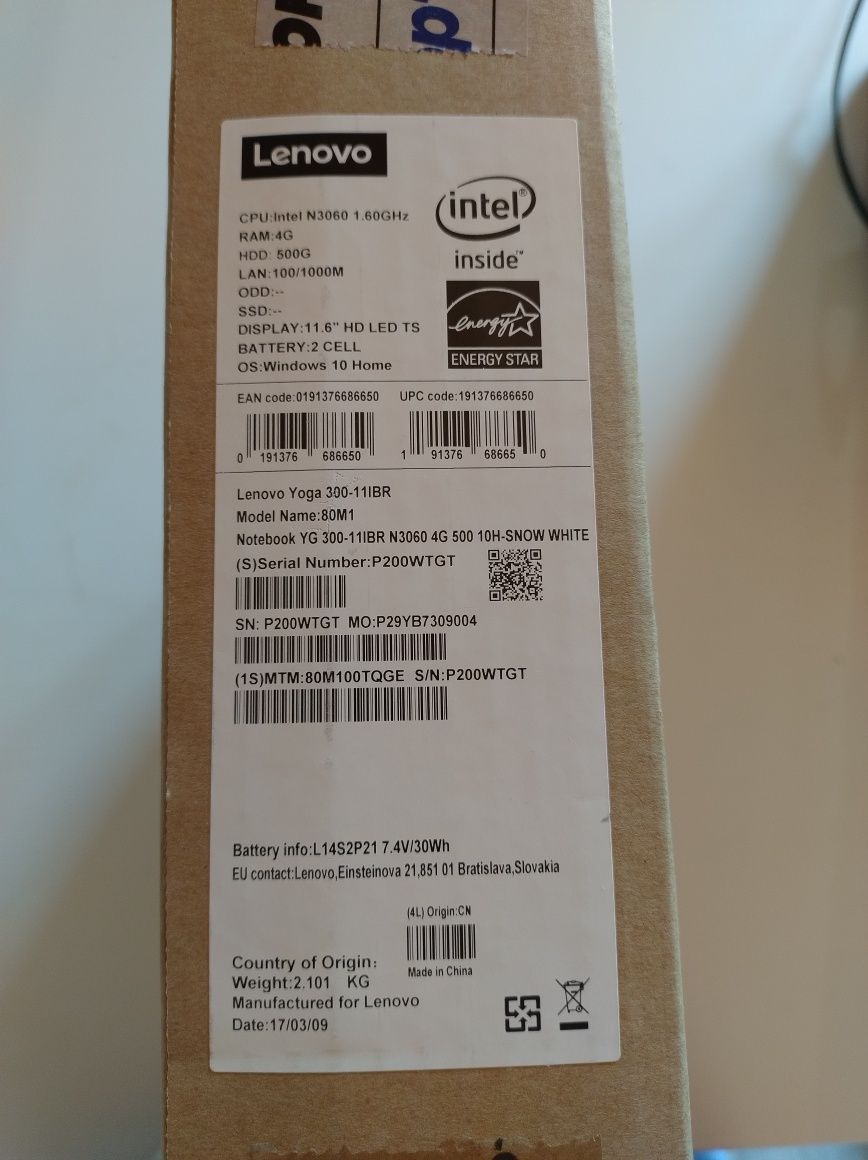 Lenovo
intel®
inside™
CPU:Intel N3060 1.60GHz
RAM:4G
HDD: 500G
LAN:100/1000M
ODD:--
SSD:--
DISPLAY:11.6" HD LED TS
BATTERY:2 CELL
OS:Windows 10 Home
energy
ENERGY STAR
EAN code:0191376686650 UPC code:191376686650
0 191376 686650 1 91376 68665 0
Lenovo Yoga 300-11IBR
Model Name:80M1
Notebook YG 300-11IBR N3060 4G 500 10H-SNOW WHITE
(S)Serial Number:P200WTGT
SN: P200WTGT MO:P29YB7309004
(1S)MTM:80M100TQGE S/N:P200WTGT
Battery info:L14S2P21 7.4V/30Wh
EU contact:Lenovo,Einsteinova 21,851 01 Bratislava,Slovakia
(4L) Origin:CN
Made in China
Country of Origin:
Weight:2.101 KG
Manufactured for Lenovo
Date:17/03/09